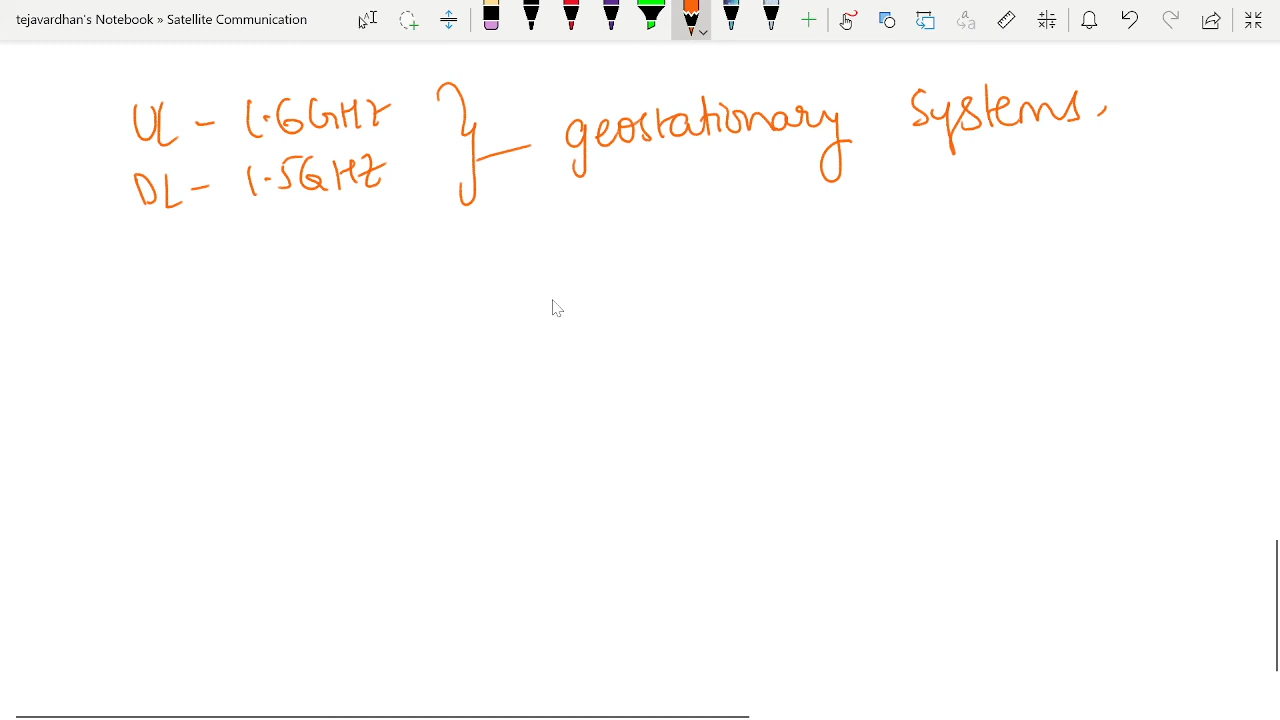 tejavardhan's Notebook » Satellite Communication
UL - 1.6GHZ } geostationary systems.
DL - 1.5GHZ